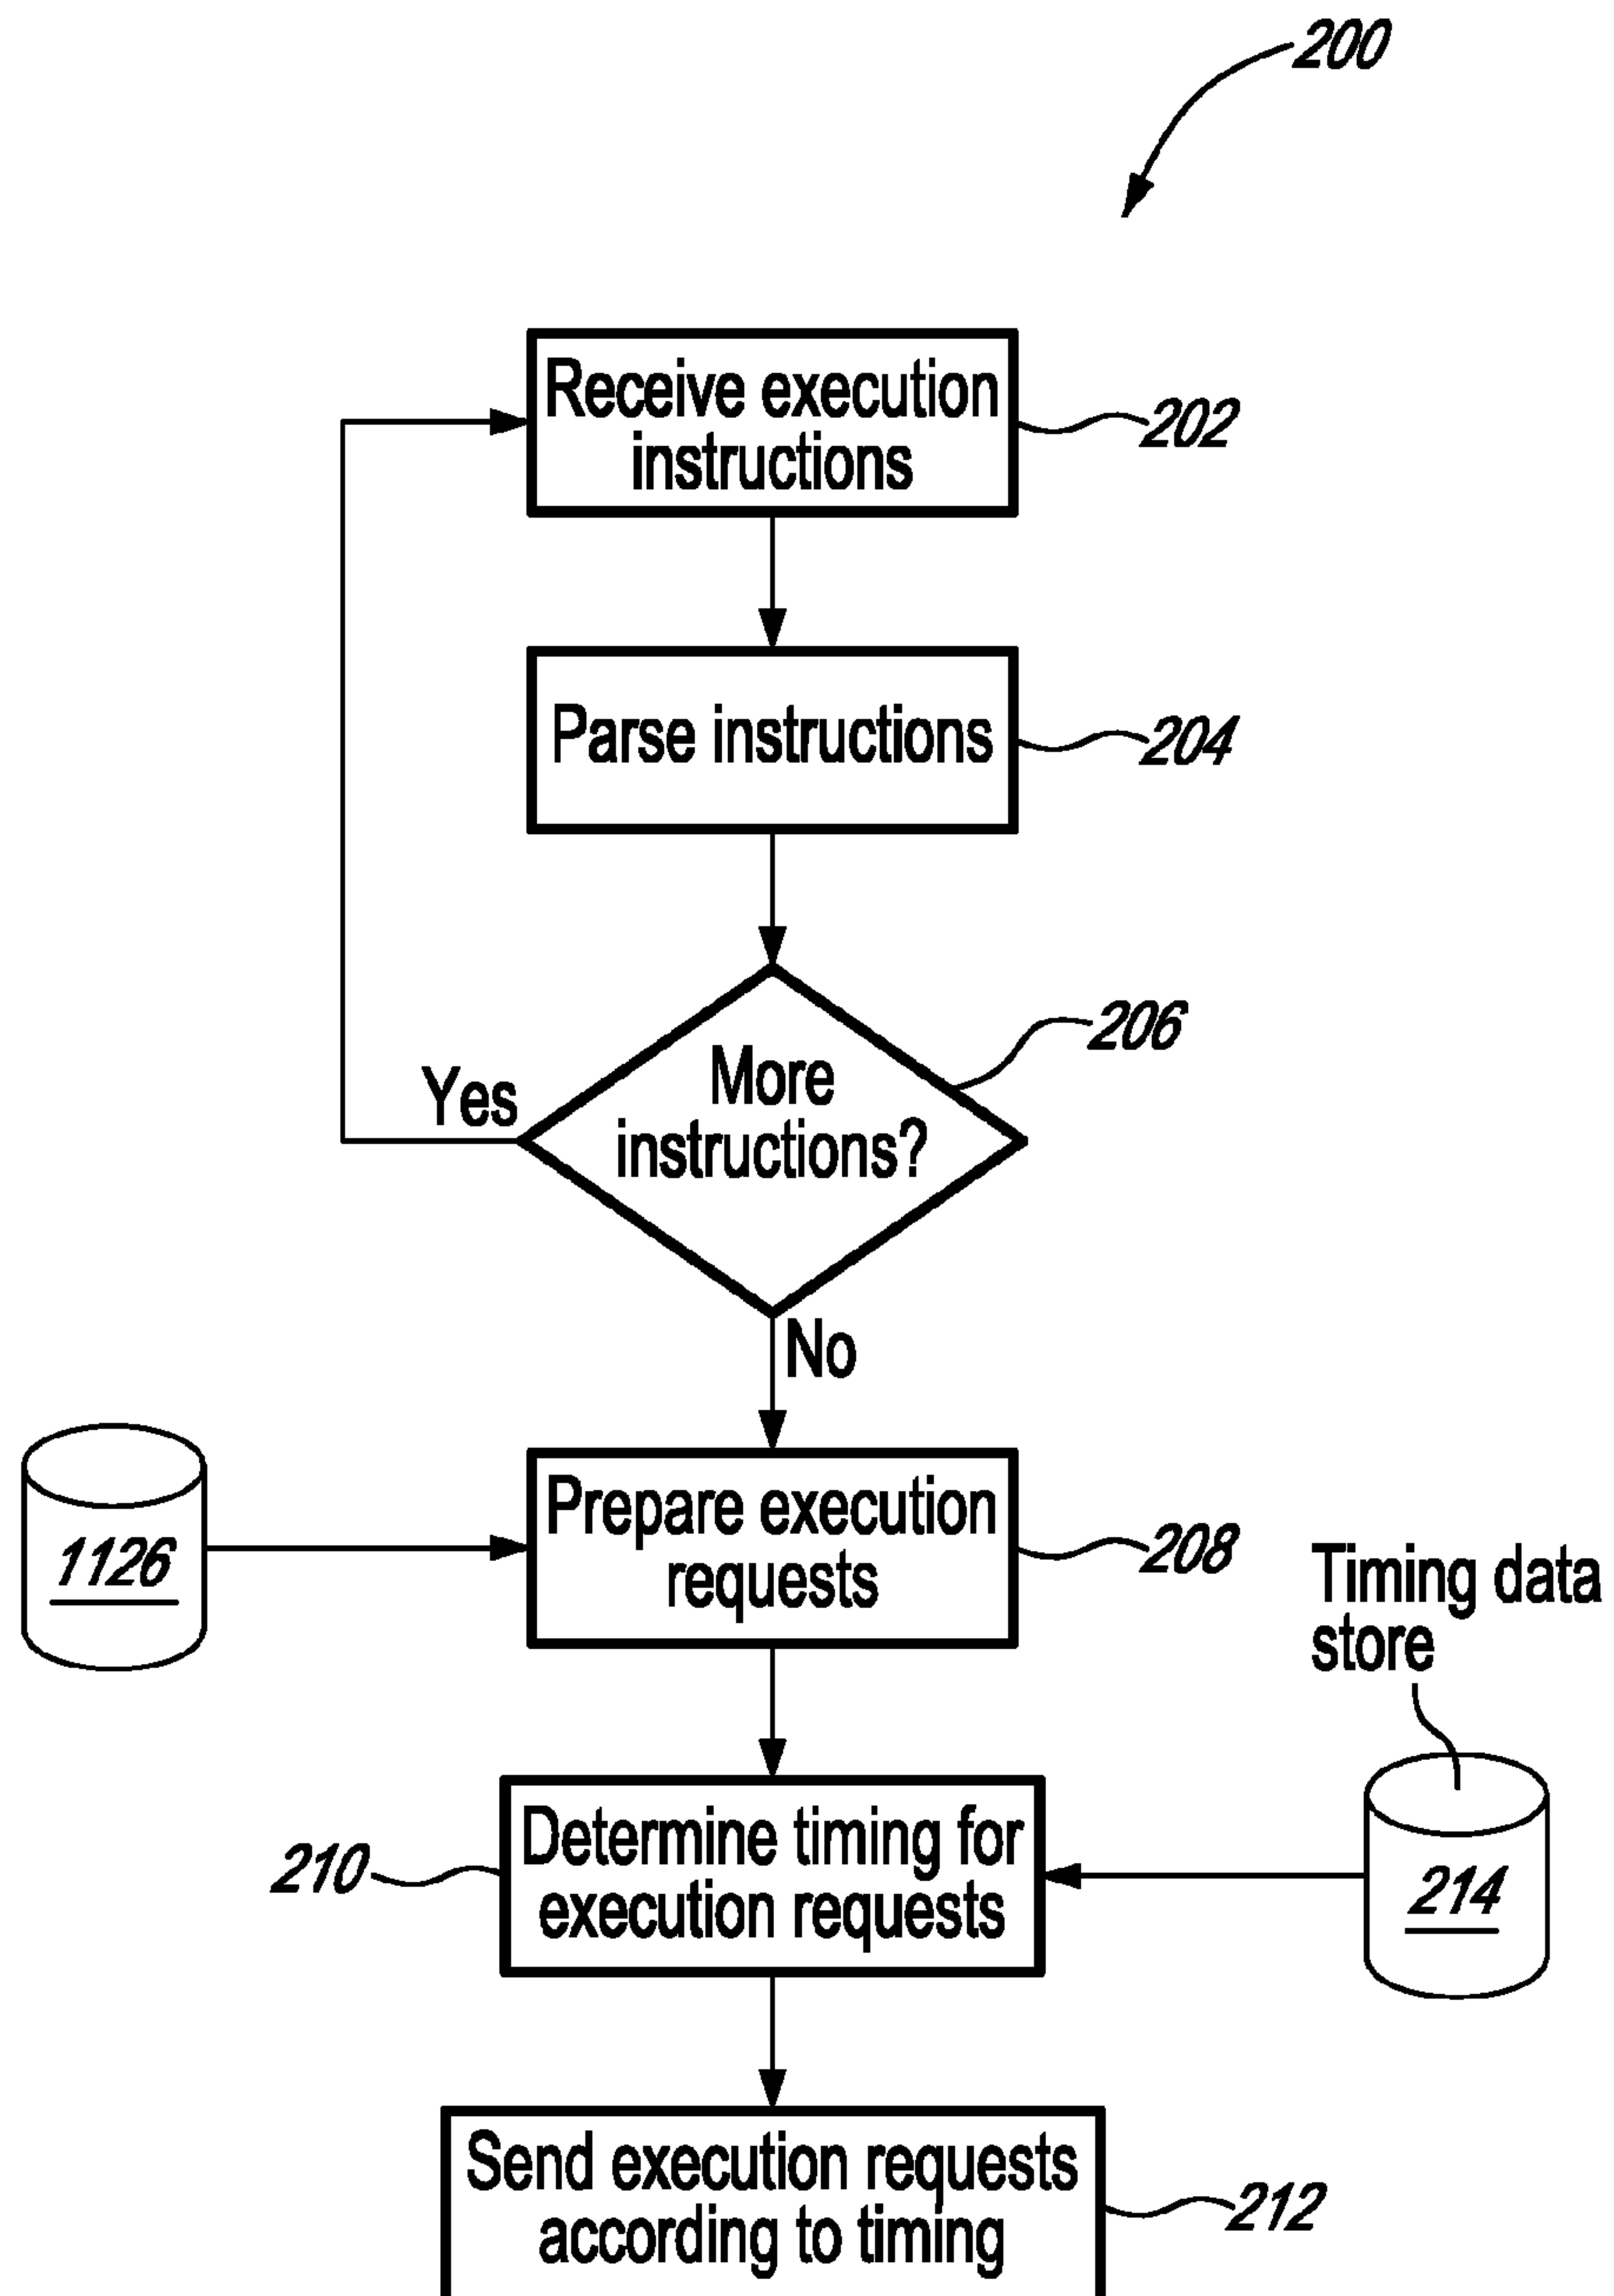 200
Receive execution
instructions
202
Parse instructions
204
206
More
instructions?
Yes
No
1126
Prepare execution
requests
208
Timing data
store
210
Determine timing for
execution requests
214
Send execution requests
according to timing
212